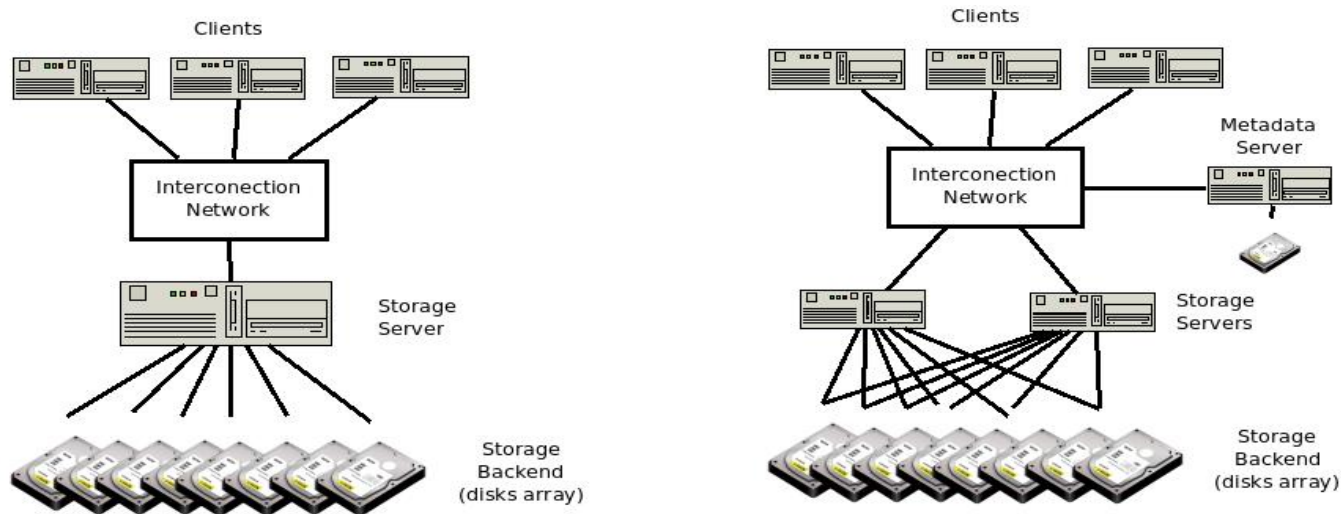 Clients
Interconection
Network
Storage
Server
Storage
Backend
(disks array)
Clients
Metadada
Server
Interconection
Network
Storage
Servers
Storage
Backend
(disks array)